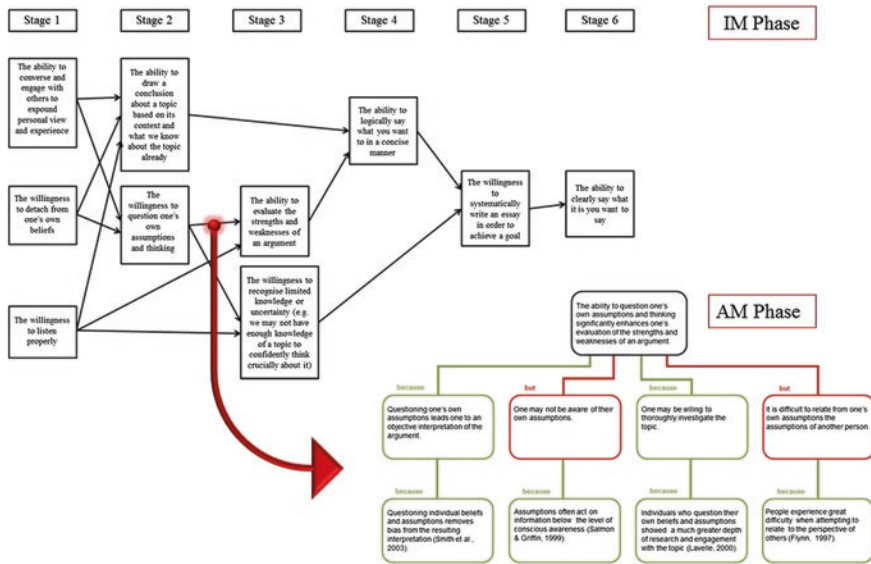 Stage 1
Stage 2
Stage 3
Stage 4
Stage 5
Stage 6
IM Phase
The ability to
converse and
engage with
others to
expound
personal view
and experience
The ability to
draw a
conclusion
about a topic
based on its
context and
what we know
about the topic
already
The ability to
logically say
what you want
to in a concise
manner
The willingness
to detach from
one's own
beliefs
The
willingness to
question one's
own
assumptions
and thinking
The ability to
evaluate the
strengths and
weaknesses of
an argument
The willingness
to
systematically
write an essay
in order to
achieve a goal
The ability to
clearly say what
it is you want to
say
The willingness
to listen
properly
The willingness to
recognise limited
knowledge or
uncertainty (e.g.
we may not have
enough knowledge
of a topic to
confidently think
crucially about it)
AM Phase
The ability to question one's
own assumptions and thinking
significantly enhances one's
evaluation of the strengths and
weaknesses of an argument.
because
but
because
but
Questioning one's own
assumptions leads one to an
objective interpretation of the
argument.
One may not be aware of their
own assumptions.
One may be wiling to
thoroughly investigate the
topic.
It is difficult to relate from one's
own assumptions the
assumptions of another person.
because
because
because
because
Questioning individual beliefs
and assumptions removes
bias from the resulting
interpretation (Smith et al.,
2003).
Assumptions often act on
information below the level of
conscious awareness (Salmon
& Griffin, 1999).
Individuals who question their
own beliefs and assumptions
showed a much greater depth
of research and engagement
with the topic (Lavelle, 2000).
People experience great
difficulty when attempting to
relate to the perspective of
others (Flynn, 1997).